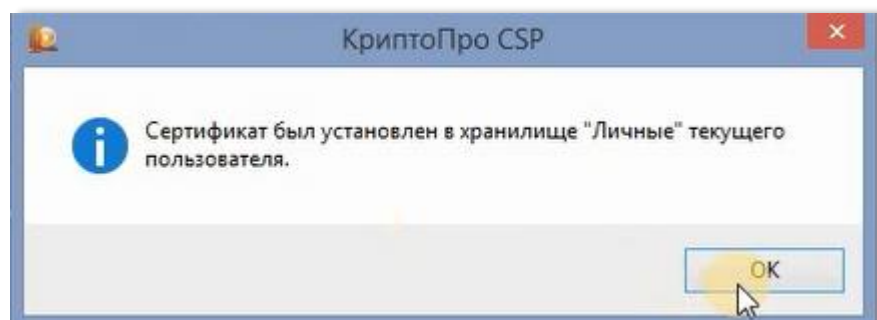 КриптоПро CSP
Сертификат был установлен в хранилище "Личные" текущего
пользователя.
OK